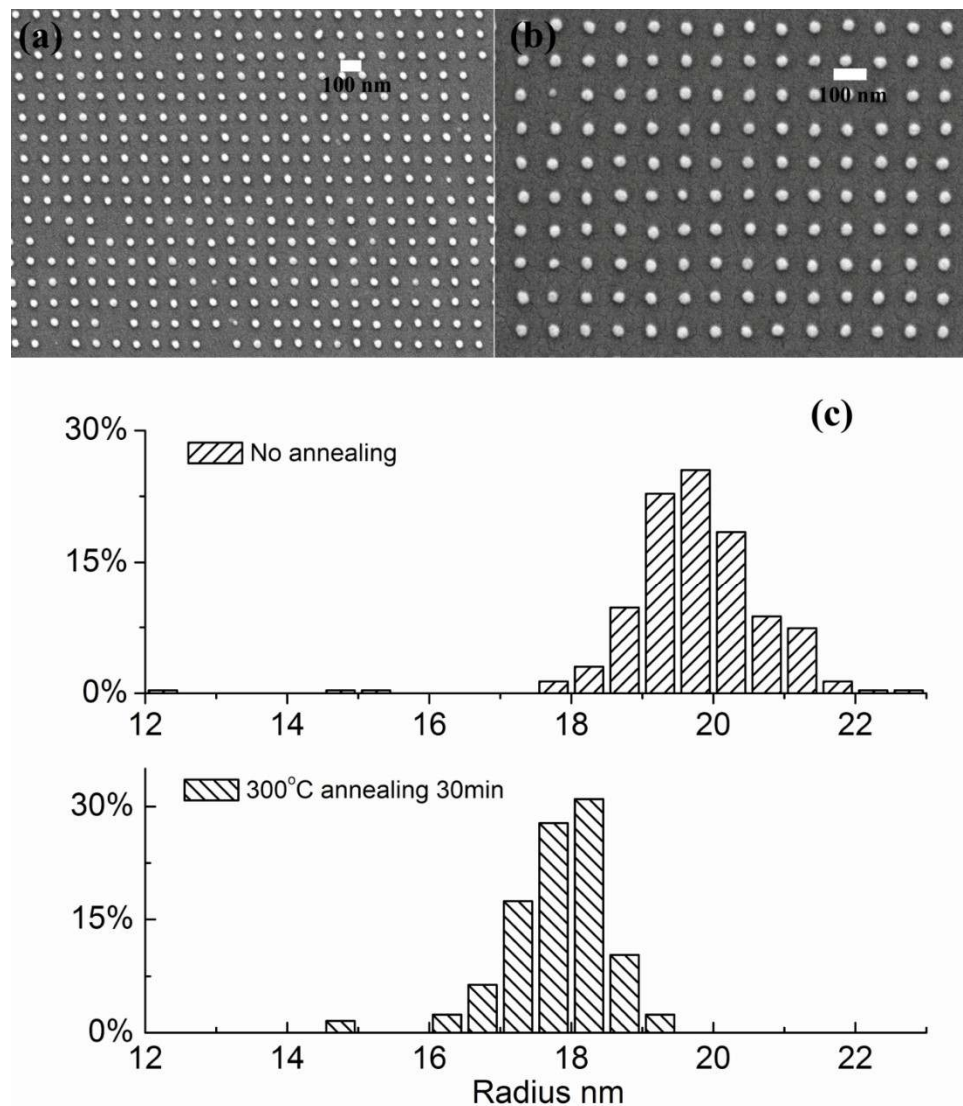 (a)
100 nm
(b)
100 nm
(c)
30%
No annealing
15%
0%
12 14 16 18 20 22
300°C annealing 30min
30%
15%
0%
12 14 16 18 20 22
Radius nm